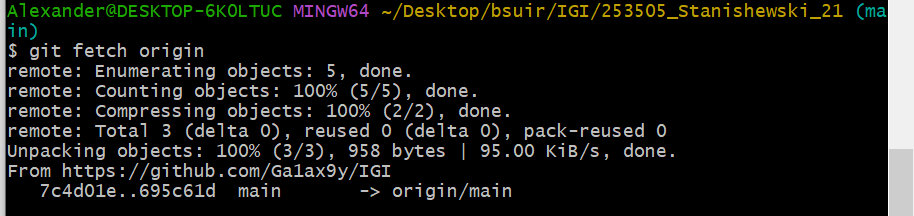 Alexander@DESKTOP-6K0LTUC MINGW64 ~/Desktop/bsuir/IGI/253505_Stanishewski_21 (ma
in)
$ git fetch origin
remote: Enumerating objects: 5, done.
remote: Counting objects: 100% (5/5), done.
remote: Compressing objects: 100% (2/2), done.
remote: Total 3 (delta 0), reused 0 (delta 0), pack-reused 0
Unpacking objects: 100% (3/3), 958 bytes | 95.00 KiB/s, done.
From https://github.com/Ga1ax9y/IGI
   7c4d01e..695c61d  main       -> origin/main